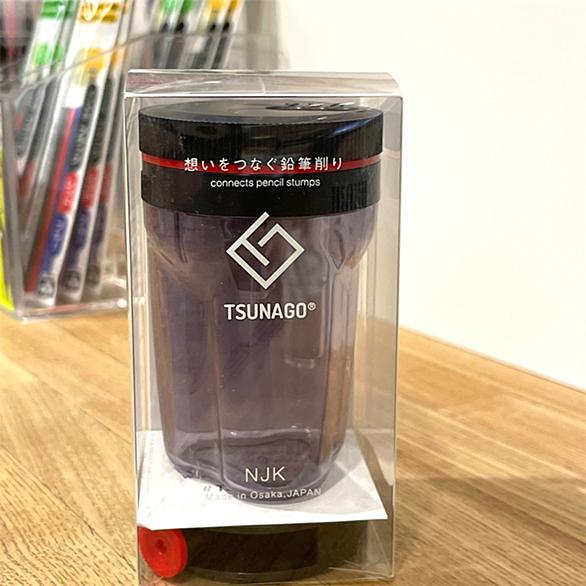 想いをつなぐ鉛筆削り
connects pencil stumps
TSUNAGO®
NJK
Made in Osaka,JAPAN